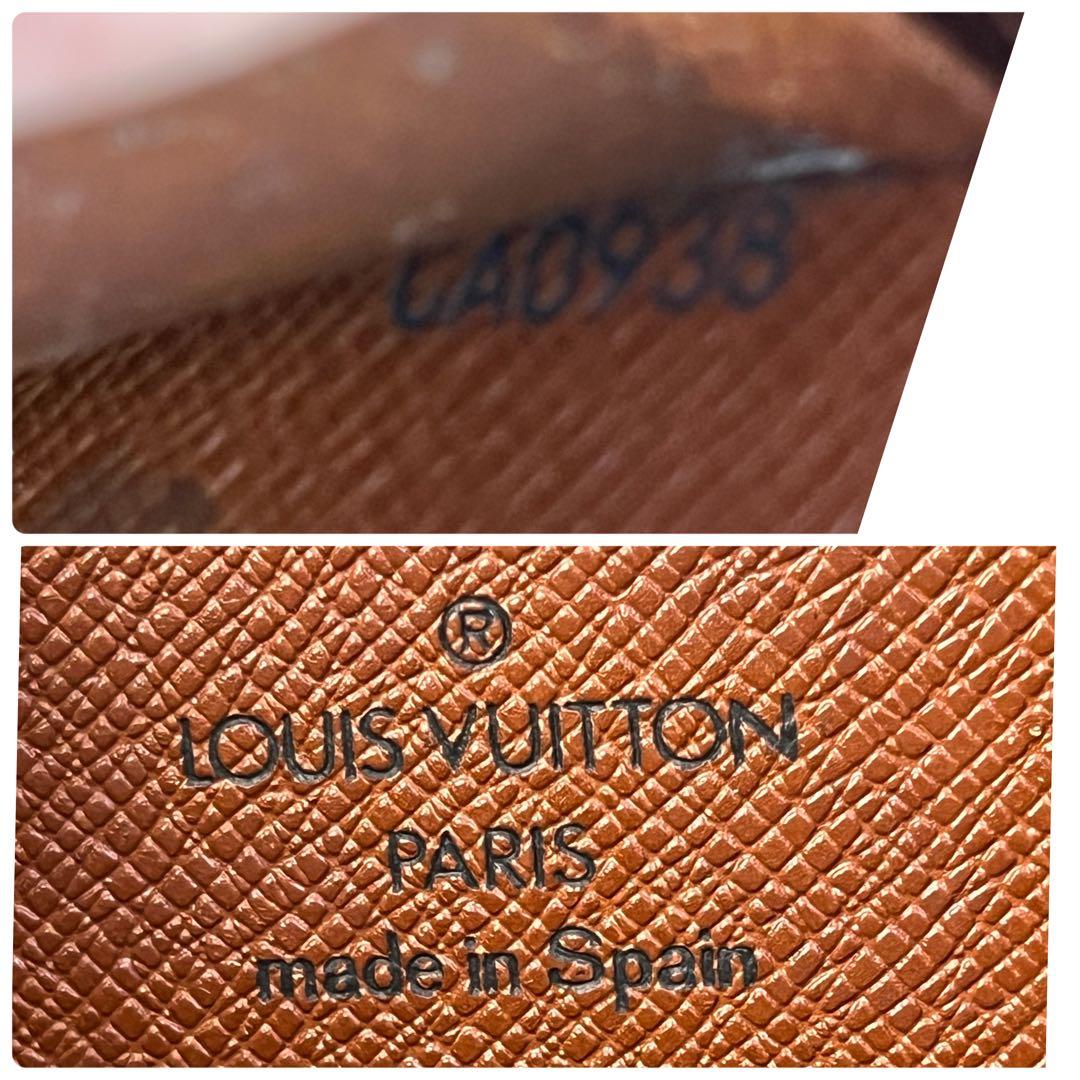 CA0938
®
LOUIS VUITTON
PARIS
made in Spain